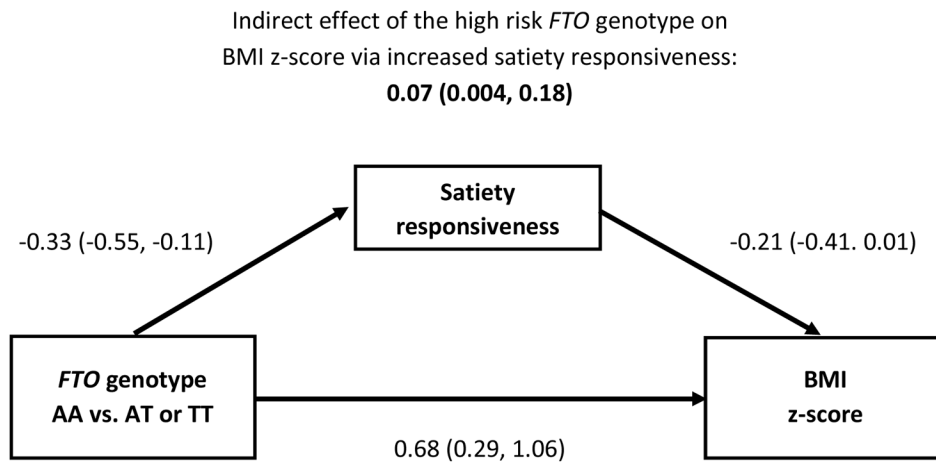 Indirect effect of the high risk FTO genotype on
BMI z-score via increased satiety responsiveness:
0.07 (0.004, 0.18)
Satiety
responsiveness
-0.33 (-0.55, -0.11)
-0.21 (-0.41. 0.01)
FTO genotype
AA vs. AT or TT
BMI
z-score
0.68 (0.29, 1.06)